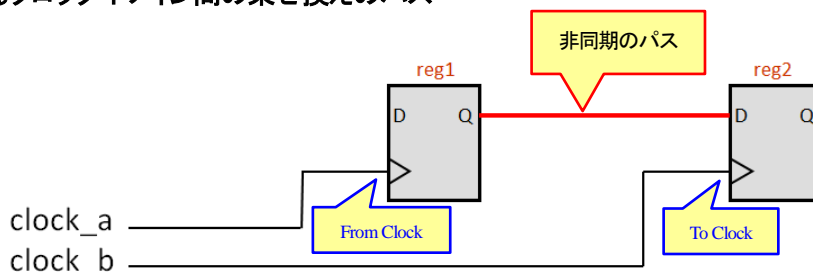 非同期のパス
reg1
reg2
D Q
D Q
From Clock
To Clock
clock_a
clock_b